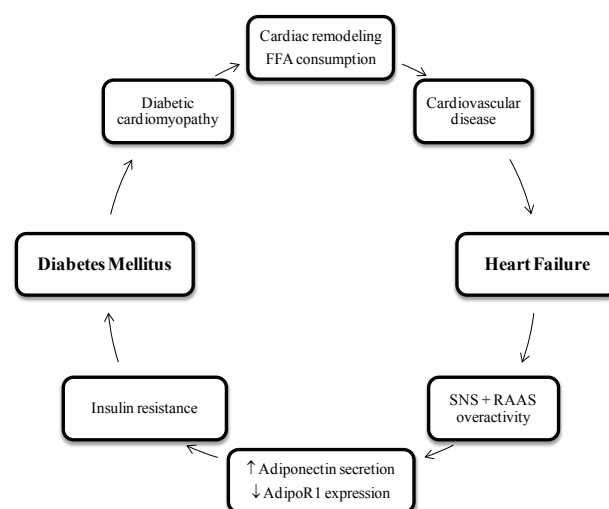 Cardiac remodeling
FFA consumption
Diabetic
cardiomyopathy
Cardiovascular
disease
Diabetes Mellitus
Heart Failure
Insulin resistance
SNS + RAAS
overactivity
↑ Adiponectin secretion
↓ AdipoR1 expression